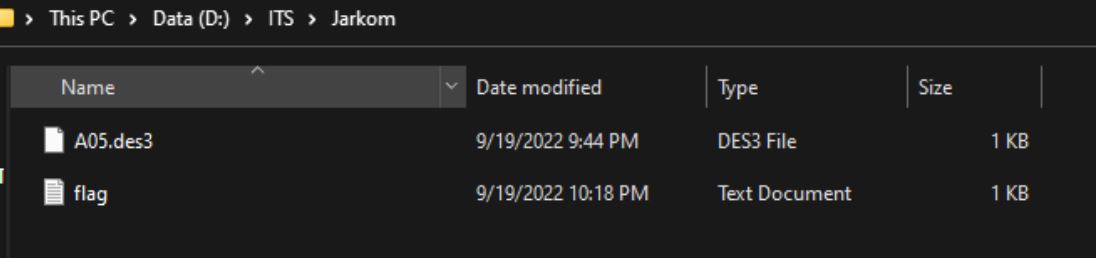 This PC > Data (D:) > ITS > Jarkom
Name Date modified Type Size
A05.des3 9/19/2022 9:44 PM DES3 File 1 KB
flag 9/19/2022 10:18 PM Text Document 1 KB